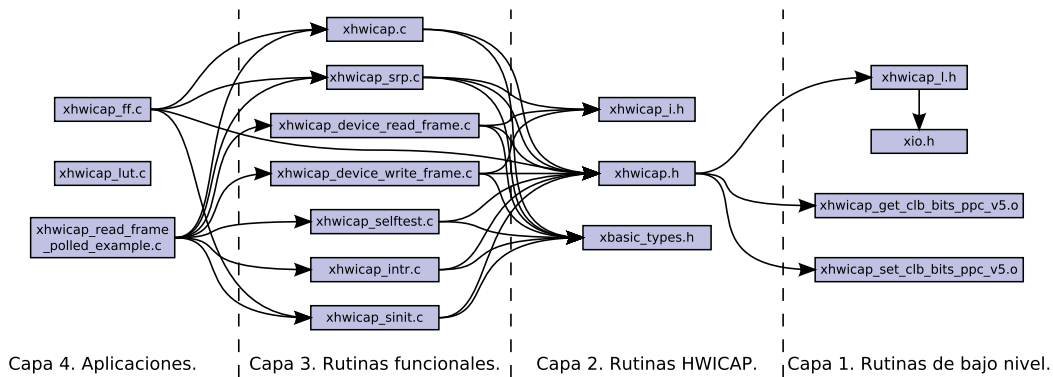 xhwicap_ff.c
xhwicap_lut.c
xhwicap_read_frame
_polled_example.c
Capa 4. Aplicaciones.
xhwicap.c
xhwicap_srp.c
xhwicap_device_read_frame.c
xhwicap_device_write_frame.c
xhwicap_selftest.c
xhwicap_intr.c
xhwicap_sinit.c
Capa 3. Rutinas funcionales.
xhwicap_i.h
xhwicap.h
xbasic_types.h
Capa 2. Rutinas HWICAP.
xhwicap_l.h
xio.h
xhwicap_get_clb_bits_ppc_v5.o
xhwicap_set_clb_bits_ppc_v5.o
Capa 1. Rutinas de bajo nivel.